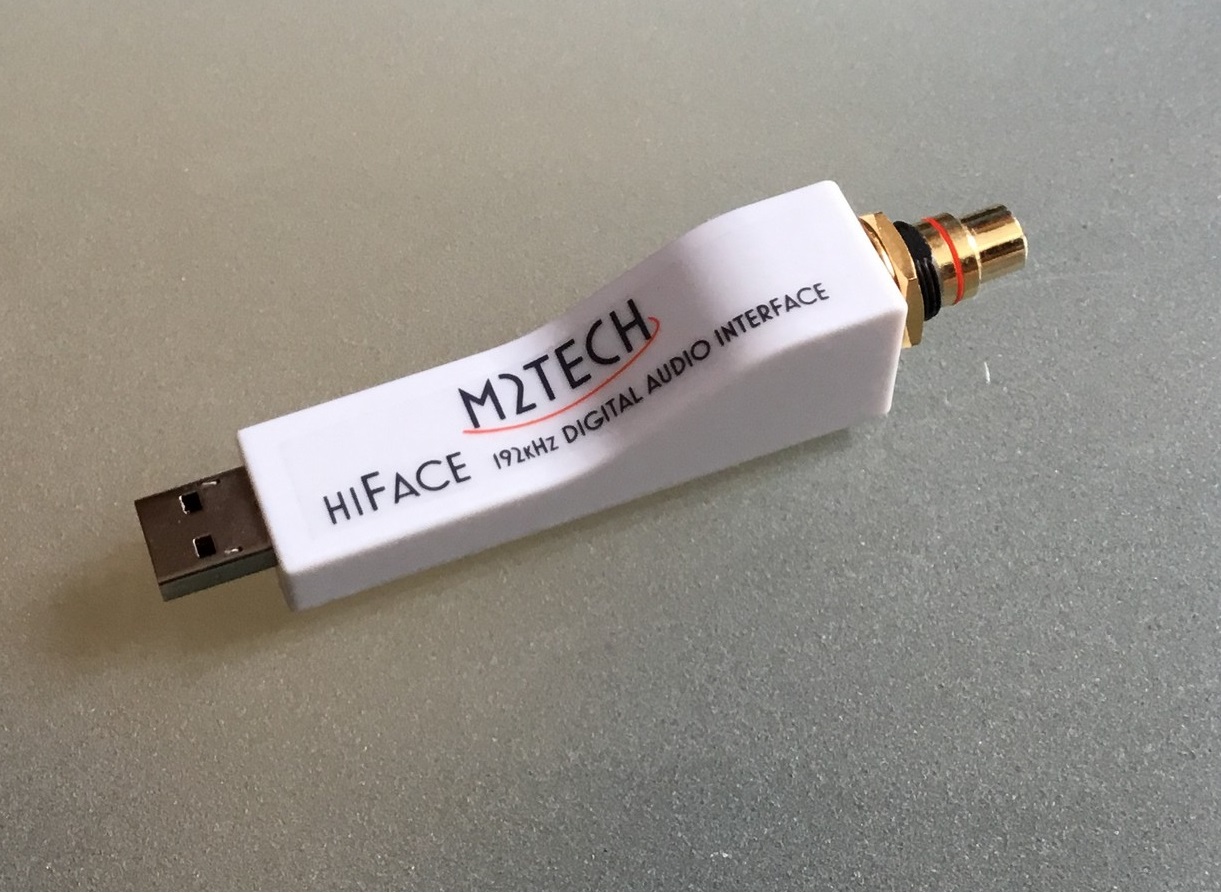 M2TECH
HIFACE 192KHZ DIGITAL AUDIO INTERFACE